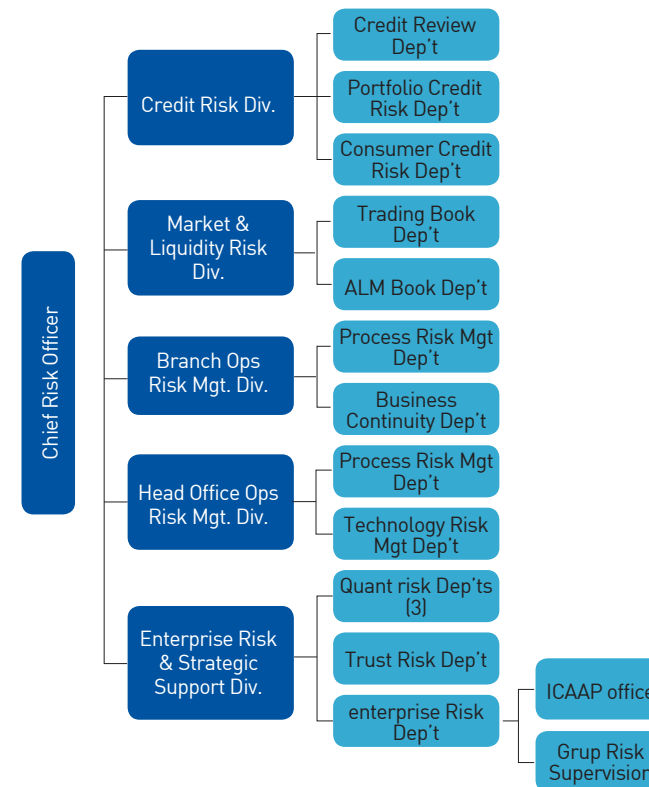 Chief Risk Officer
Credit Risk Div.
Credit Review
Dep't
Portfolio Credit
Risk Dep't
Consumer Credit
Risk Dep't
Market &
Liquidity Risk
Div.
Trading Book
Dep't
ALM Book Dep't
Branch Ops
Risk Mgt. Div.
Process Risk Mgt
Dep't
Business
Continuity Dep't
Head Office Ops
Risk Mgt. Div.
Process Risk Mgt
Dep't
Technology Risk
Mgt Dep't
Enterprise Risk
& Strategic
Support Div.
Quant risk Dep'ts
(3)
Trust Risk Dep't
enterprise Risk
Dep't
ICAAP office
Grup Risk
Supervision